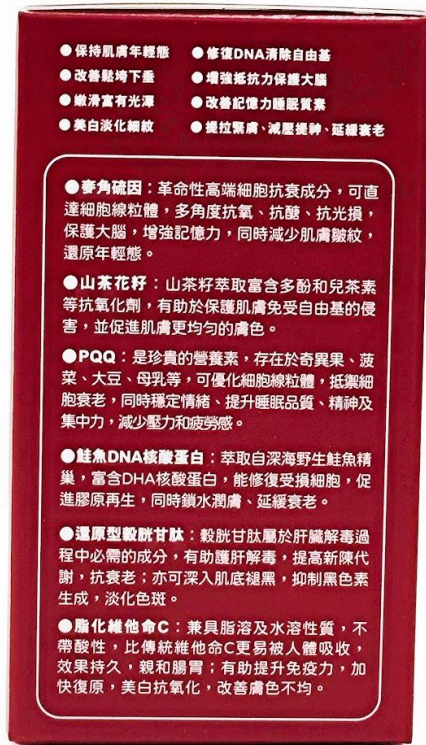 ●保持肌膚年輕態 ●修復DNA清除自由基
●改善鬆垮下垂 ●增強抵抗力保護大腦
●嫩滑富有光澤 ●改善記憶力睡眠質素
●美白淡化細紋 ●提拉緊膚、減壓提神、延緩衰老
●麥角硫因：革命性高端細胞抗衰成分，可直
達細胞線粒體，多角度抗氧、抗醣、抗光損，
保護大腦，增強記憶力，同時減少肌膚皺紋，
還原年輕態。
●山茶花籽：山茶籽萃取富含多酚和兒茶素
等抗氧化劑，有助於保護肌膚免受自由基的侵
害，並促進肌膚更均勻的膚色。
●PQQ：是珍貴的營養素，存在於奇異果、菠
菜、大豆、母乳等，可優化細胞線粒體，抵禦細
胞衰老，同時穩定情緒、提升睡眠品質、精神及
集中力，減少壓力和疲勞感。
●鮭魚DNA核酸蛋白：萃取自深海野生鮭魚精
巢，富含DHA核酸蛋白，能修復受損細胞，促
進膠原再生，同時鎖水潤膚、延緩衰老。
●還原型穀胱甘肽：穀胱甘肽屬於肝臟解毒過
程中必需的成分，有助護肝解毒，提高新陳代
謝，抗衰老；亦可深入肌底褪黑，抑制黑色素
生成，淡化色斑。
●脂化維他命C：兼具脂溶及水溶性質，不
帶酸性，比傳統維他命C更易被人體吸收，
效果持久，親和腸胃；有助提升免疫力，加
快復原，美白抗氧化，改善膚色不均。